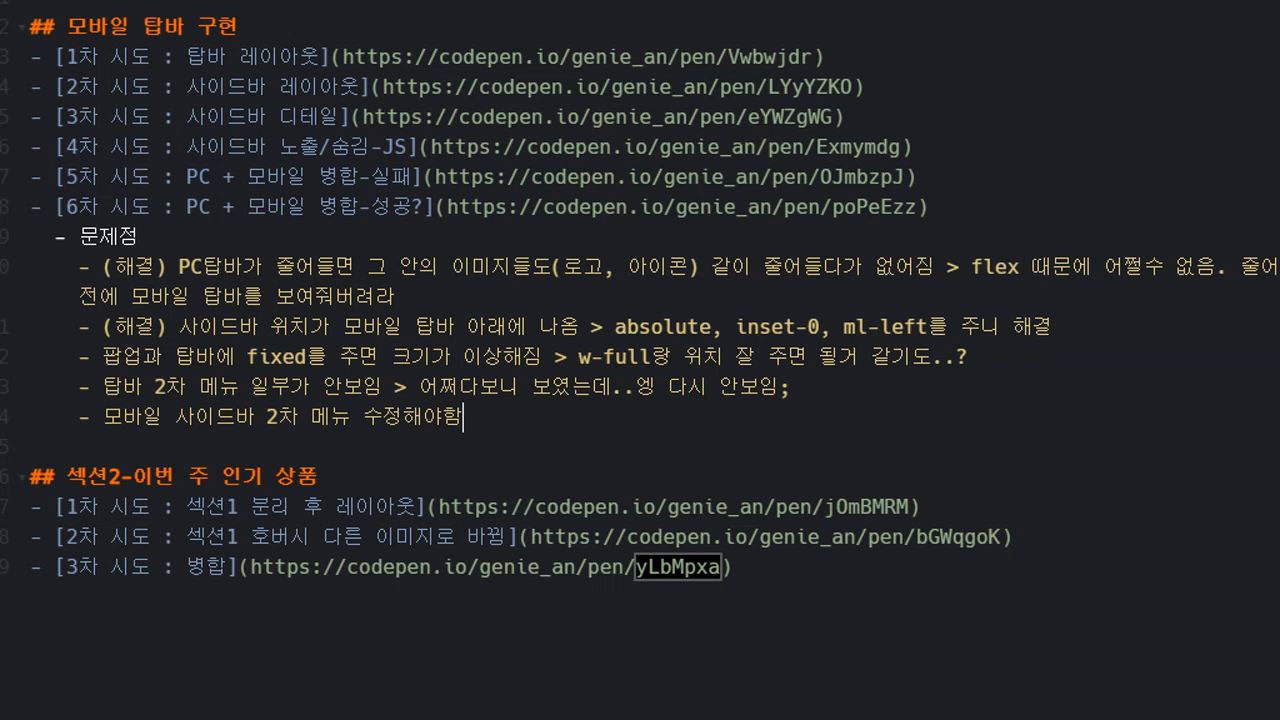 ## 모바일 탑바 구현
- [1차 시도 : 탑바 레이아웃](https://codepen.io/genie_an/pen/Vwbwjdr)
- [2차 시도 : 사이드바 레이아웃](https://codepen.io/genie_an/pen/LYyYZKO)
- [3차 시도 : 사이드바 디테일](https://codepen.io/genie_an/pen/eYWZgWG)
- [4차 시도 : 사이드바 노출/숨김-JS](https://codepen.io/genie_an/pen/Exmymdg)
- [5차 시도 : PC + 모바일 병합-실패](https://codepen.io/genie_an/pen/OJmbzpJ)
- [6차 시도 : PC + 모바일 병합-성공?](https://codepen.io/genie_an/pen/poPeEzz)
- 문제점
- (해결) PC탑바가 줄어들면 그 안의 이미지들도(로고, 아이콘) 같이 줄어들다가 없어짐 > flex 때문에 어쩔수 없음. 줄어
전에 모바일 탑바를 보여줘버려라
- (해결) 사이드바 위치가 모바일 탑바 아래에 나옴 > absolute, inset-0, ml-left를 주니 해결
- 팝업과 탑바에 fixed를 주면 크기가 이상해짐 > w-full랑 위치 잘 주면 될거 같기도..?
- 탑바 2차 메뉴 일부가 안보임 > 어쩌다보니 보였는데..엥 다시 안보임;
- 모바일 사이드바 2차 메뉴 수정해야함
## 섹션2-이번 주 인기 상품
- [1차 시도 : 섹션1 분리 후 레이아웃](https://codepen.io/genie_an/pen/jOmBMRM)
- [2차 시도 : 섹션1 호버시 다른 이미지로 바뀜](https://codepen.io/genie_an/pen/bGWqgoK)
- [3차 시도 : 병합](https://codepen.io/genie_an/pen/yLbMpxa)